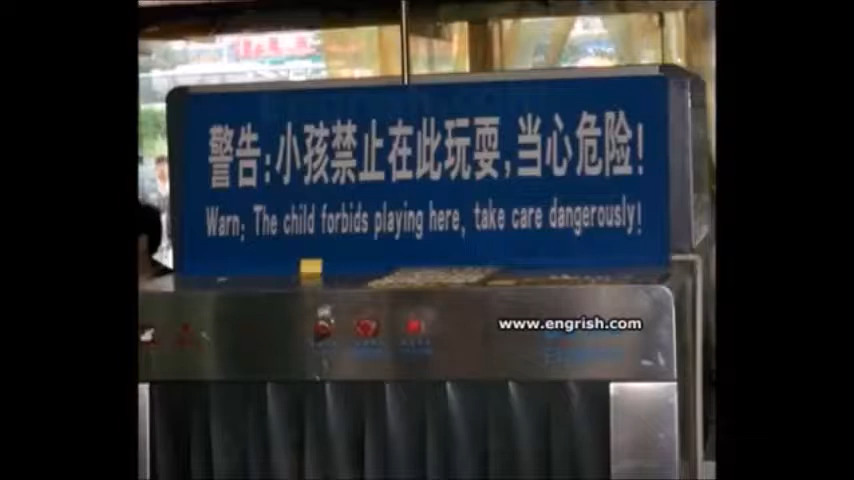 警告:小孩禁止在此玩耍,当心危险!
Warn; The child forbids playing here, take care dangerously!
www.engrish.com